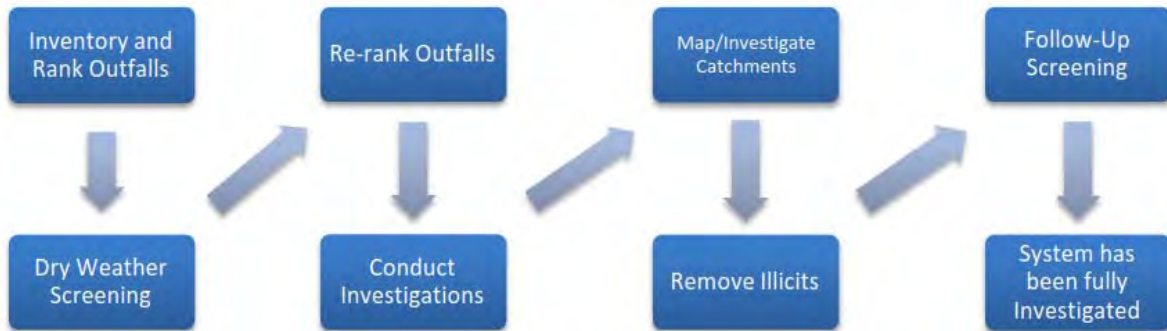 Inventory and
Rank Outfalls
Dry Weather
Screening
Re-rank Outfalls
Conduct
Investigations
Map/Investigate
Catchments
Remove Illicits
Follow-Up
Screening
System has
been fully
Investigated